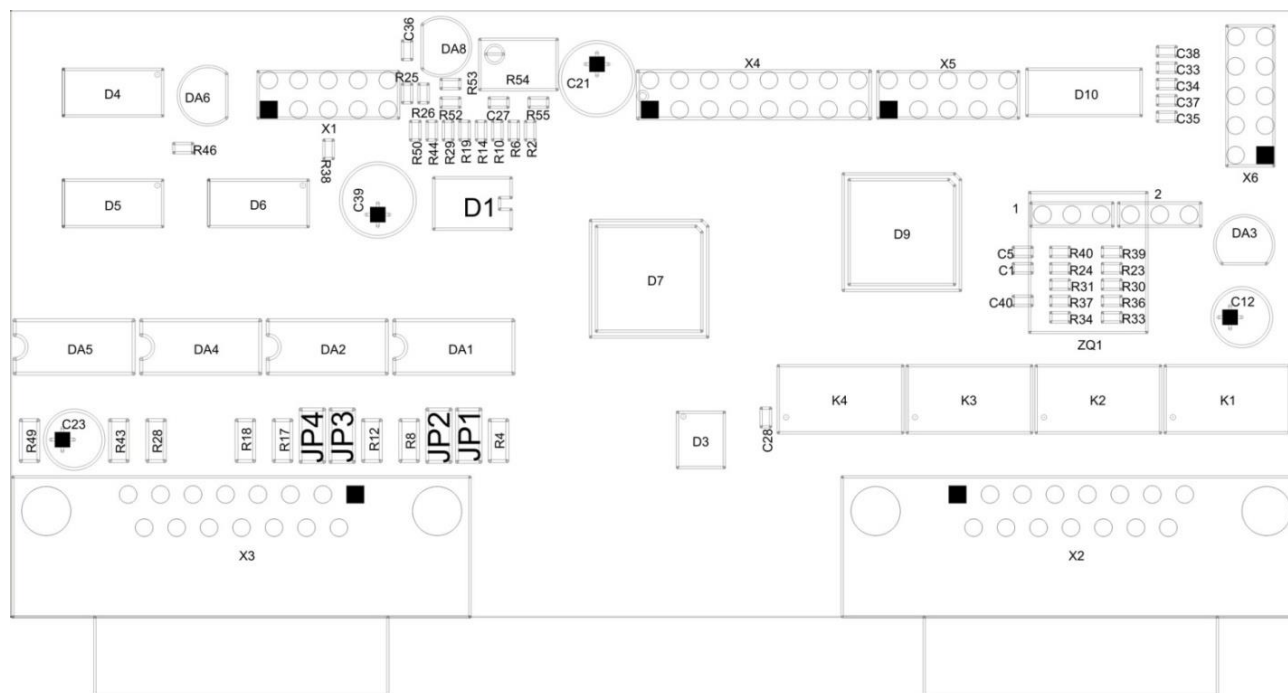 C36
DA8
C38
C33
C34
C37
C35
X4
X5
R53
R54
C21
D4
DA6
R25
D10
R26
R52
C27
R55
X1
R46
R38
R50
R44
R29
R19
R14
R10
R6
R2
X6
D5
D6
C39
D1
1
2
D9
DA3
C5
R40
R39
C1
R24
R23
D7
R31
R30
C40
R37
R36
C12
R34
R33
ZQ1
DA5
DA4
DA2
DA1
K4
K3
K2
K1
R49
C23
R43
R28
R18
R17
JP4
JP3
R12
R8
JP2
JP1
R4
D3
C28
X3
X2